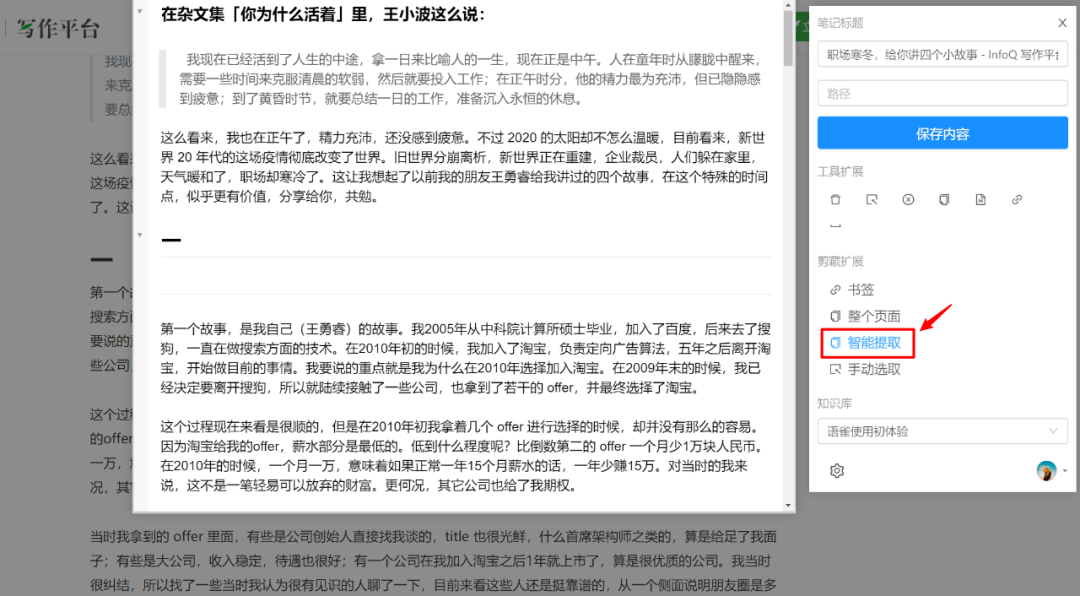 写作平台
在杂文集「你为什么活着」里，王小波这么说：
我现在已经活到了人生的中途，拿一日来比喻人的一生，现在正是中午。人在童年时从朦胧中醒来，
需要一些时间来克服清晨的软弱，然后就要投入工作；在正午时分，他的精力最为充沛，但已隐隐感
到疲惫；到了黄昏时节，就要总结一日的工作，准备沉入永恒的休息。
这么看来，我也在正午了，精力充沛，还没感到疲惫。不过 2020 的太阳却不怎么温暖，目前看来，新世
界 20 年代的这场疫情彻底改变了世界。旧世界分崩离析，新世界正在重建，企业裁员，人们躲在家里，
天气暖和了，职场却寒冷了。这让我想起了以前我的朋友王勇睿给我讲过的四个故事，在这个特殊的时间
点，似乎更有价值，分享给你，共勉。
一
第一个故事，是我自己（王勇睿）的故事。我2005年从中科院计算所硕士毕业，加入了百度，后来去了搜
狗，一直在做搜索方面的技术。在2010年初的时候，我加入了淘宝，负责定向广告算法，五年之后离开淘
宝，开始做目前的事情。我要说的重点就是我为什么在2010年选择加入淘宝。在2009年末的时候，我已
经决定要离开搜狗，所以就陆续接触了一些公司，也拿到了若干的 offer，并最终选择了淘宝。
这个过程现在来看是很顺的，但是在2010年初我拿着几个 offer 进行选择的时候，却并没有那么的容易。
因为淘宝给我的offer，薪水部分是最低的。低到什么程度呢？比倒数第二的 offer 一个月少1万块人民币。
在2010年的时候，一个月一万，意味着如果正常一年15个月薪水的话，一年少赚15万。对当时的我来
说，这不是一笔轻易可以放弃的财富。更何况，其它公司也给了我期权。
我现
来克
要总
这么看
这场疫
了。这
一
第一个
搜索方
要说的
些公司
这个过
的offer
一万，
况，其
当时我拿到的 offer 里面，有些是公司创始人直接找我谈的，title 也很光鲜，什么首席架构师之类的，算是给足了我面
子；有些是大公司，收入稳定，待遇也很好；有一个公司在我加入淘宝之后1年就上市了，算是很优质的公司。我当时
很纠结，所以找了一些当时我认为很有见识的人聊了一下，目前来看这些人还是挺靠谱的，从一个侧面说明朋友圈是多
笔记标题
职场寒冬，给你讲四个小故事 - InfoQ 写作平台
路径
保存内容
工具扩展
剪藏扩展
书签
整个页面
智能提取
手动选取
知识库
语雀使用初体验